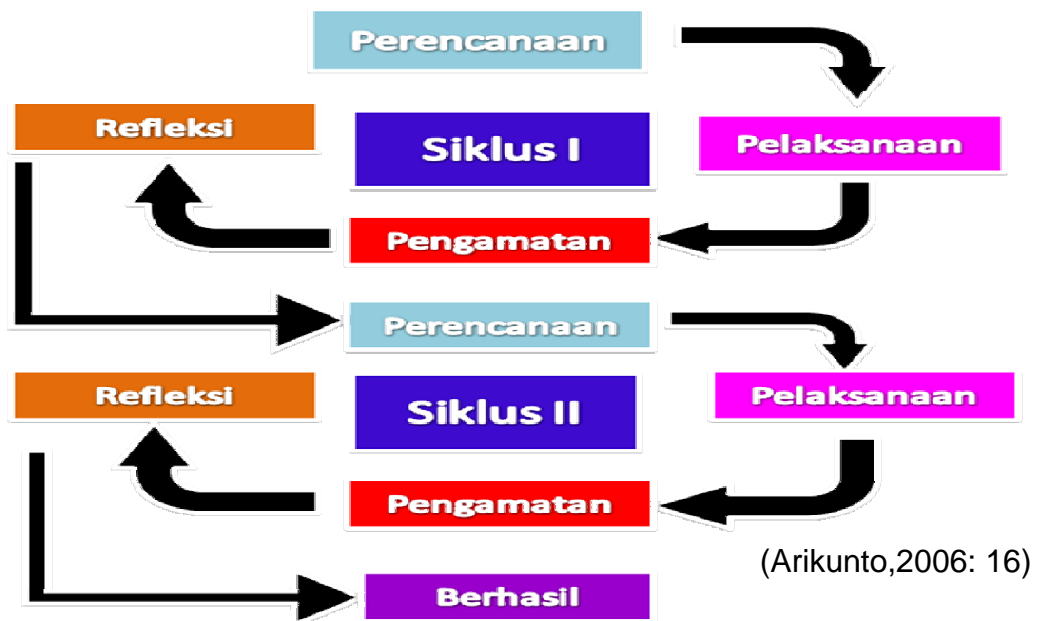 Perencanaan
Refleksi
Siklus I
Pelaksanaan
Pengamatan
Perencanaan
Refleksi
Siklus II
Pelaksanaan
Pengamatan
(Arikunto,2006: 16)
Berhasil